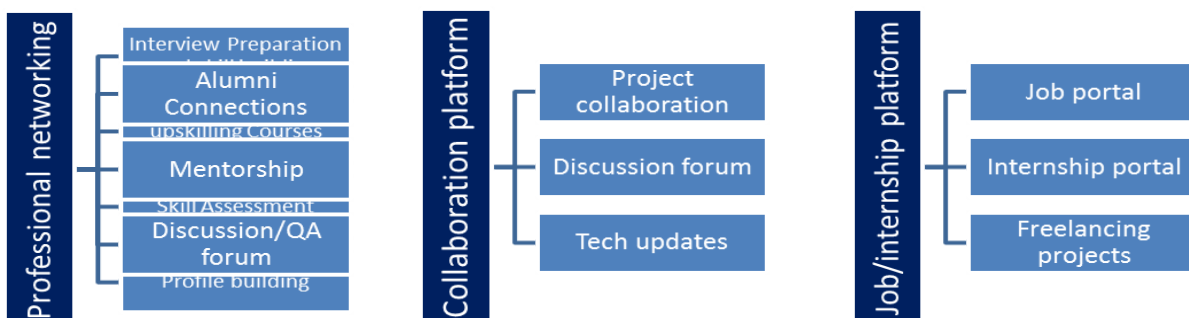 Professional networking
Interview Preparation
Alumni
Connections
upskilling Courses
Mentorship
Skill Assessment
Discussion/QA
forum
Profile building
Collaboration platform
Project
collaboration
Discussion forum
Tech updates
Job/internship platform
Job portal
Internship portal
Freelancing
projects